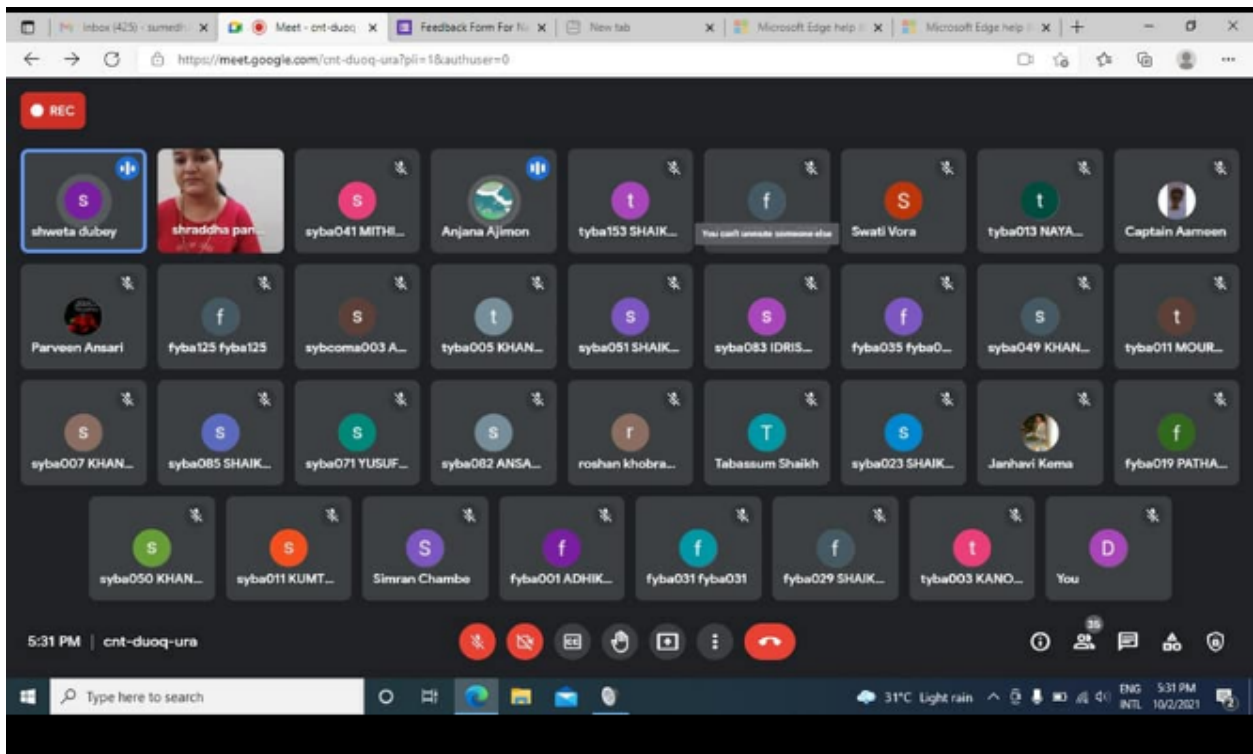 Inbox (425) - sumedh
Meet - cnt-duoq
Feedback Form For N
New tab
Microsoft Edge help
Microsoft Edge help
https://meet.google.com/cnt-duoq-ura?pli=1&authuser=0
REC
s
shweta dubey
shraddha pan...
s
syba041 MITHI...
Anjana Ajimon
t
tyba153 SHAIK...
f
You can't unmute someone else
S
Swati Vora
t
tyba013 NAYA...
Captain Aameen
Parveen Ansari
f
fyba125 fyba125
s
sybcoma003 A...
t
tyba005 KHAN...
s
syba051 SHAIK...
s
syba083 IDRIS...
f
fyba035 fyba0...
s
syba049 KHAN...
t
tyba011 MOUR...
s
syba007 KHAN...
s
syba085 SHAIK...
s
syba071 YUSUF...
s
syba082 ANSA...
r
roshan khobra...
T
Tabassum Shaikh
s
syba023 SHAIK...
Janhavi Kema
f
fyba019 PATHA...
s
syba050 KHAN...
s
syba011 KUMT...
S
Simran Chambe
f
fyba001 ADHIK...
f
fyba031 fyba031
f
fyba029 SHAIK...
t
tyba003 KANO...
D
You
5:31 PM | cnt-duoq-ura
35
Type here to search
31°C Light rain
ENG
INTL
5:31 PM
10/2/2021
2